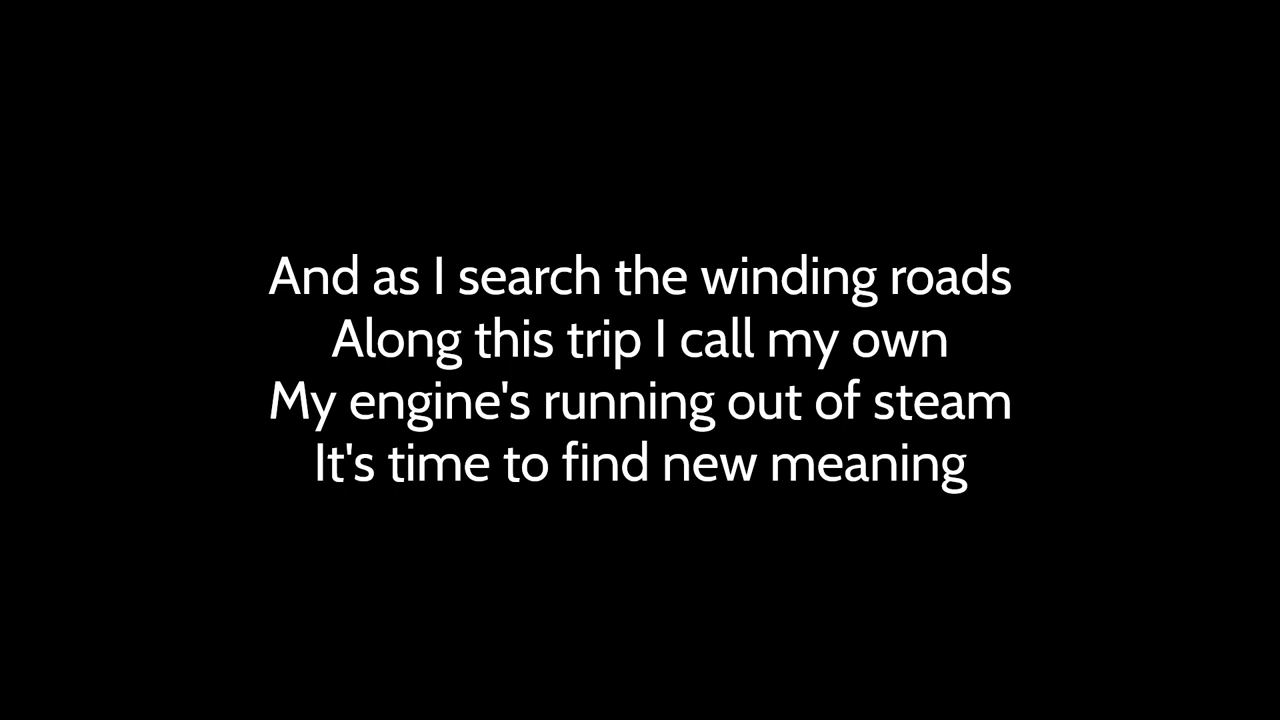 And as I search the winding roads
Along this trip I call my own
My engine's running out of steam
It's time to find new meaning